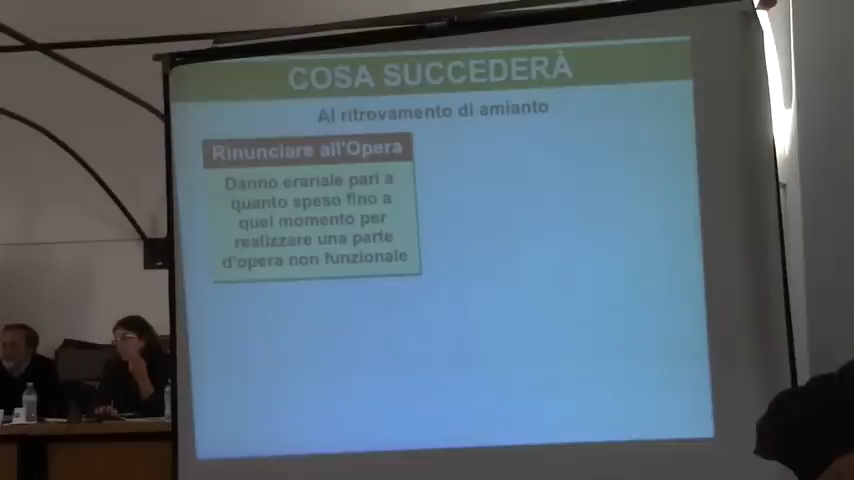 COSA SUCCEDERÀ
Al ritrovamento di amianto
Rinunciare all'Opera
Danno erariale pari a
quanto speso fino a
quel momento per
realizzare una parte
d'opera non funzionale